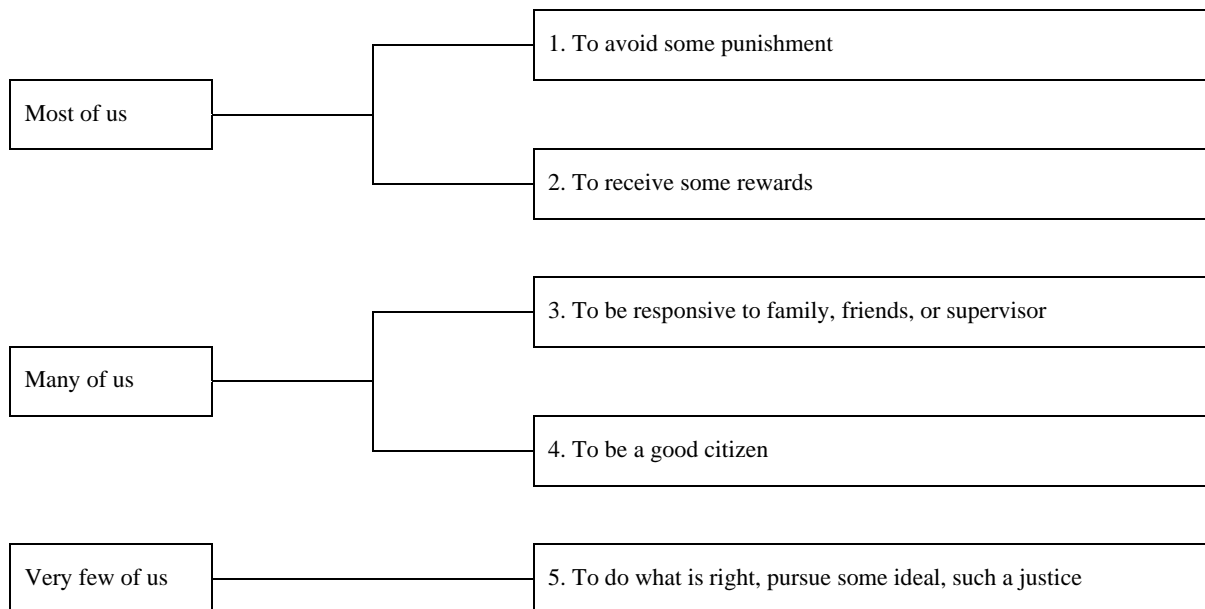 Most of us
1. To avoid some punishment
2. To receive some rewards
Many of us
3. To be responsive to family, friends, or supervisor
4. To be a good citizen
Very few of us
5. To do what is right, pursue some ideal, such a justice